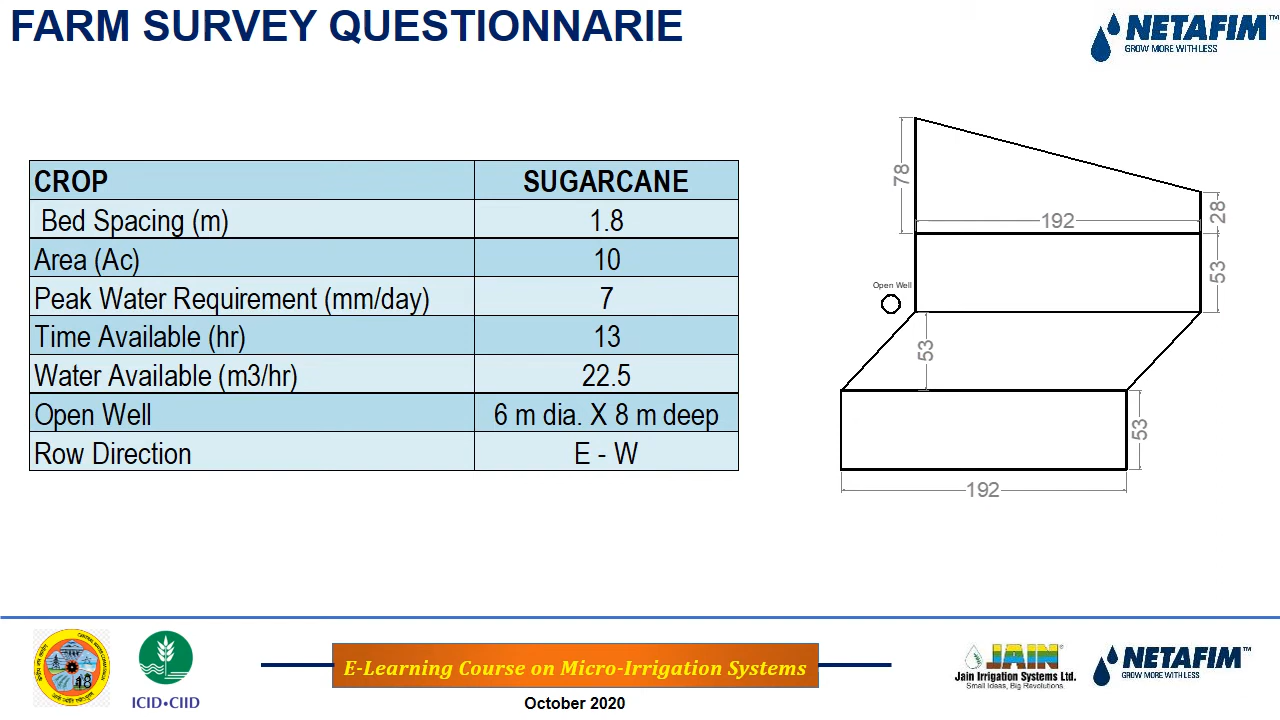 FARM SURVEY QUESTIONNARIE
NETAFIM™
GROW MORE WITH LESS
CROP SUGARCANE
Bed Spacing (m) 1.8
Area (Ac) 10
Peak Water Requirement (mm/day) 7
Time Available (hr) 13
Water Available (m3/hr) 22.5
Open Well 6 m dia. X 8 m deep
Row Direction E - W
78
28
192
53
Open Well
53
53
192
18
ICID•CIID
E-Learning Course on Micro-Irrigation Systems
October 2020
JAIN®
Jain Irrigation Systems Ltd.
Small Ideas, Big Revolutions.
NETAFIM™
GROW MORE WITH LESS